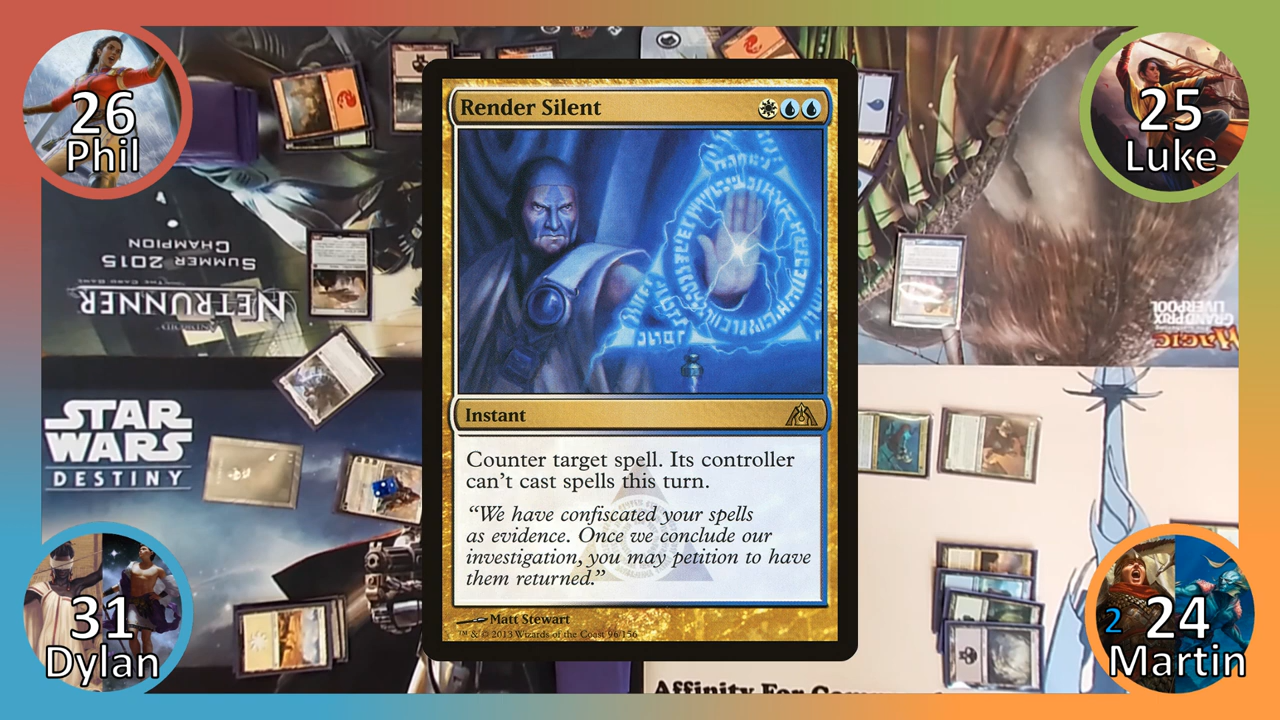 26
Phil
25
Luke
Render Silent
Instant
Counter target spell. Its controller
can't cast spells this turn.
“We have confiscated your spells
as evidence. Once we conclude our
investigation, you may petition to have
them returned.”
Matt Stewart
™ & © 2013 Wizards of the Coast 96/156
SUMMER 2015
CHAMPION
NETRUNNER
GRAND PRIX
LIVERPOOL
MAGIC
STAR
WARS
DESTINY
31
Dylan
2 24
Martin
Affinity For